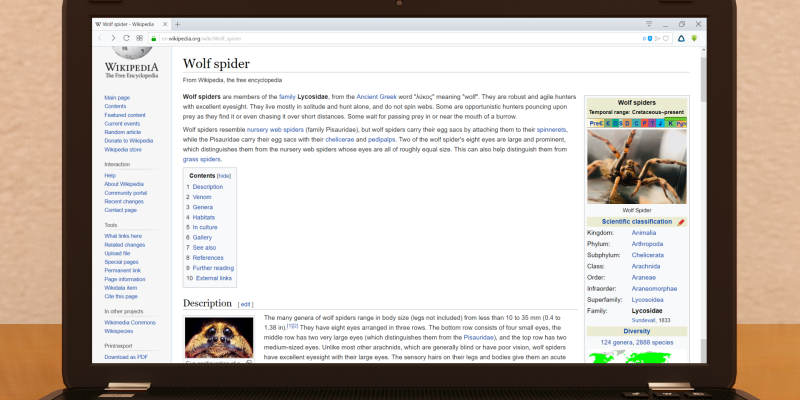 Wolf spider – Wikipedia
en.wikipedia.org/wiki/Wolf_spider
WIKIPEDIA
The Free Encyclopedia
Main page
Contents
Featured content
Current events
Random article
Donate to Wikipedia
Wikipedia store
Interaction
Help
About Wikipedia
Community portal
Recent changes
Contact page
Tools
What links here
Related changes
Upload file
Special pages
Permanent link
Page information
Wikidata item
Cite this page
In other projects
Wikimedia Commons
Wikispecies
Print/export
Download as PDF
Wolf spider
From Wikipedia, the free encyclopedia
Wolf spiders are members of the family Lycosidae, from the Ancient Greek word "λύκος" meaning "wolf". They are robust and agile hunters
with excellent eyesight. They live mostly in solitude and hunt alone, and do not spin webs. Some are opportunistic hunters pouncing upon
prey as they find it or even chasing it over short distances. Some wait for passing prey in or near the mouth of a burrow.
Wolf spiders resemble nursery web spiders (family Pisauridae), but wolf spiders carry their egg sacs by attaching them to their spinnerets,
while the Pisauridae carry their egg sacs with their chelicerae and pedipalps. Two of the wolf spider's eight eyes are large and prominent,
which distinguishes them from the nursery web spiders whose eyes are all of roughly equal size. This can also help distinguish them from
grass spiders.
Contents [hide]
1 Description
2 Venom
3 Genera
4 Habitats
5 In culture
6 Gallery
7 See also
8 References
9 Further reading
10 External links
Description [ edit ]
The many genera of wolf spiders range in body size (legs not included) from less than 10 to 35 mm (0.4 to
1.38 in).[1][2] They have eight eyes arranged in three rows. The bottom row consists of four small eyes, the
middle row has two very large eyes (which distinguishes them from the Pisauridae), and the top row has two
medium-sized eyes. Unlike most other arachnids, which are generally blind or have poor vision, wolf spiders
have excellent eyesight with their large eyes. The sensory hairs on their legs and bodies give them an acute
Wolf spiders
Temporal range: Cretaceous–present
PreЄ Є O S D C P T J K PgN
Wolf Spider
Scientific classification
Kingdom: Animalia
Phylum: Arthropoda
Subphylum: Chelicerata
Class: Arachnida
Order: Araneae
Infraorder: Araneomorphae
Superfamily: Lycosoidea
Family: Lycosidae
Sundevall, 1833
Diversity
124 genera, 2888 species